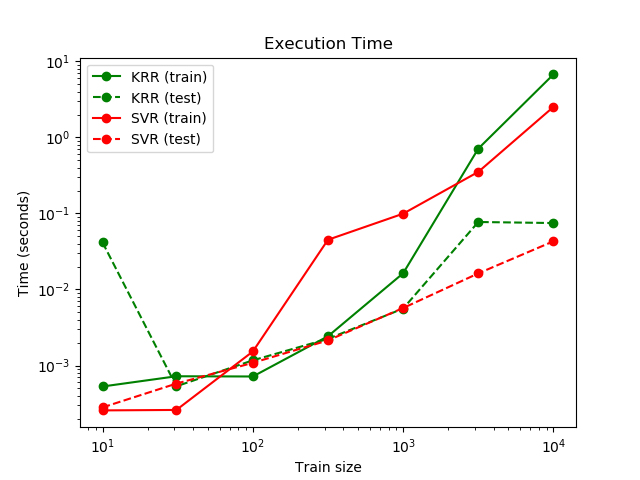 Execution Time
KRR (train)
KRR (test)
SVR (train)
SVR (test)
Time (seconds)
10¹
10⁰
10⁻¹
10⁻²
10⁻³
10¹ 10² 10³ 10⁴
Train size